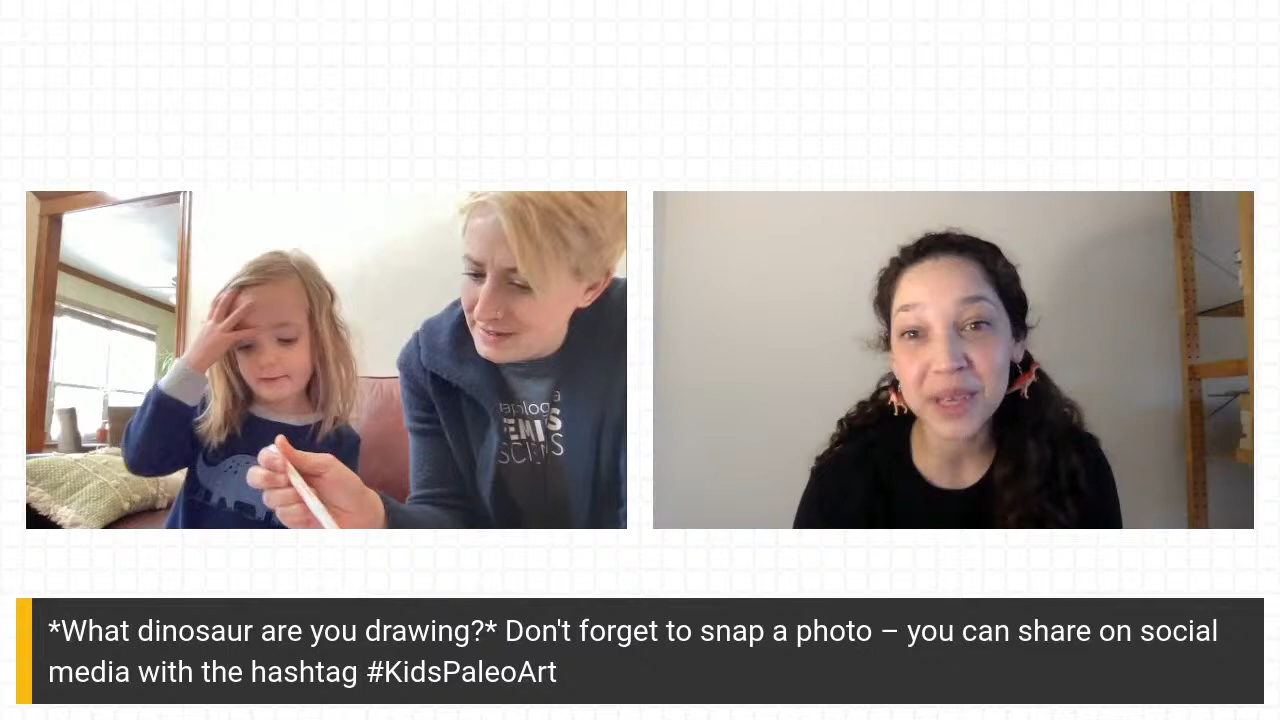 *What dinosaur are you drawing?* Don't forget to snap a photo – you can share on social
media with the hashtag #KidsPaleoArt